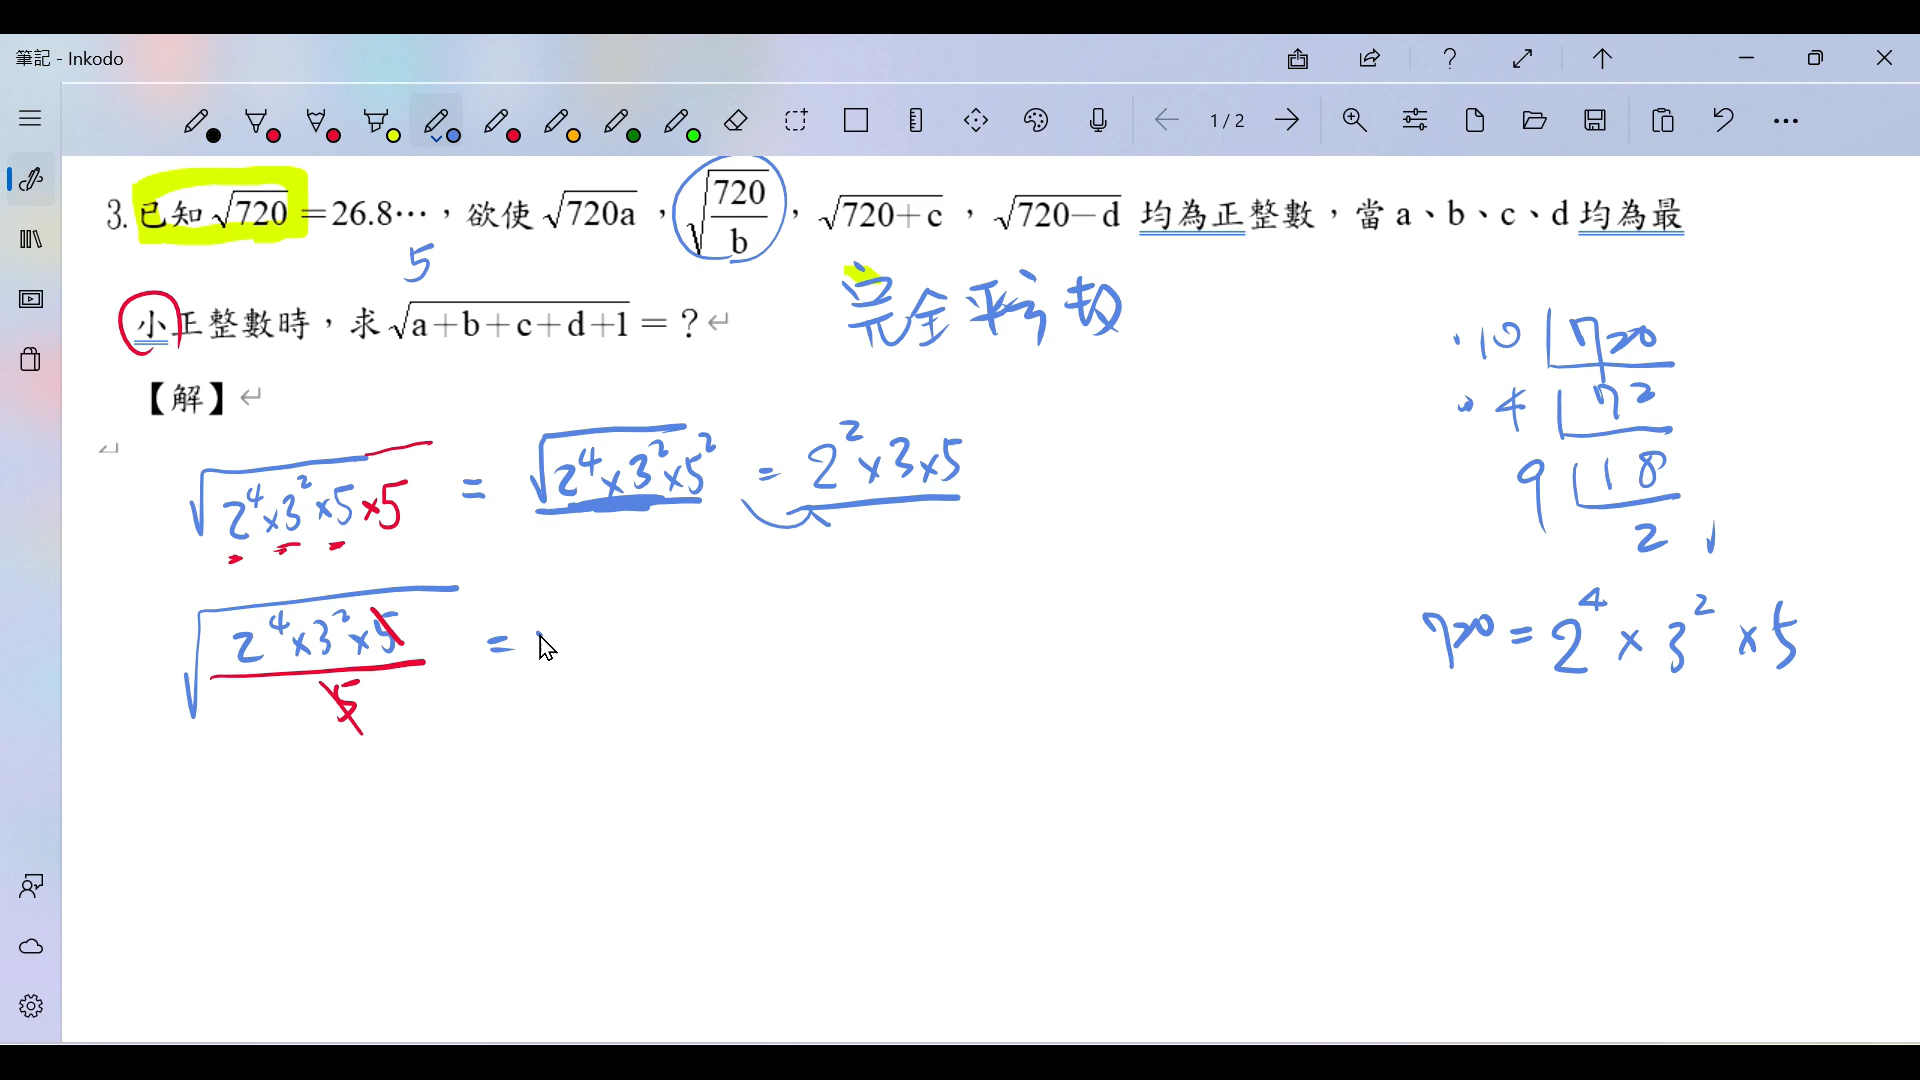 筆記 - Inkodo
1 / 2
3. 已知 √720 =26.8…，欲使 √720a ， √(720/b) ， √720+c ， √720−d 均為正整數，當 a、b、c、d 均為最
5
小正整數時，求 √a+b+c+d+1 = ？↵
完全平方數
【解】↵
↵
√2⁴×3²×5×5 = √2⁴×3²×5² = 2²×3×5
√(2⁴×3²×5/5) =
10 720
4 72
9 18
2
720 = 2⁴ × 3² × 5